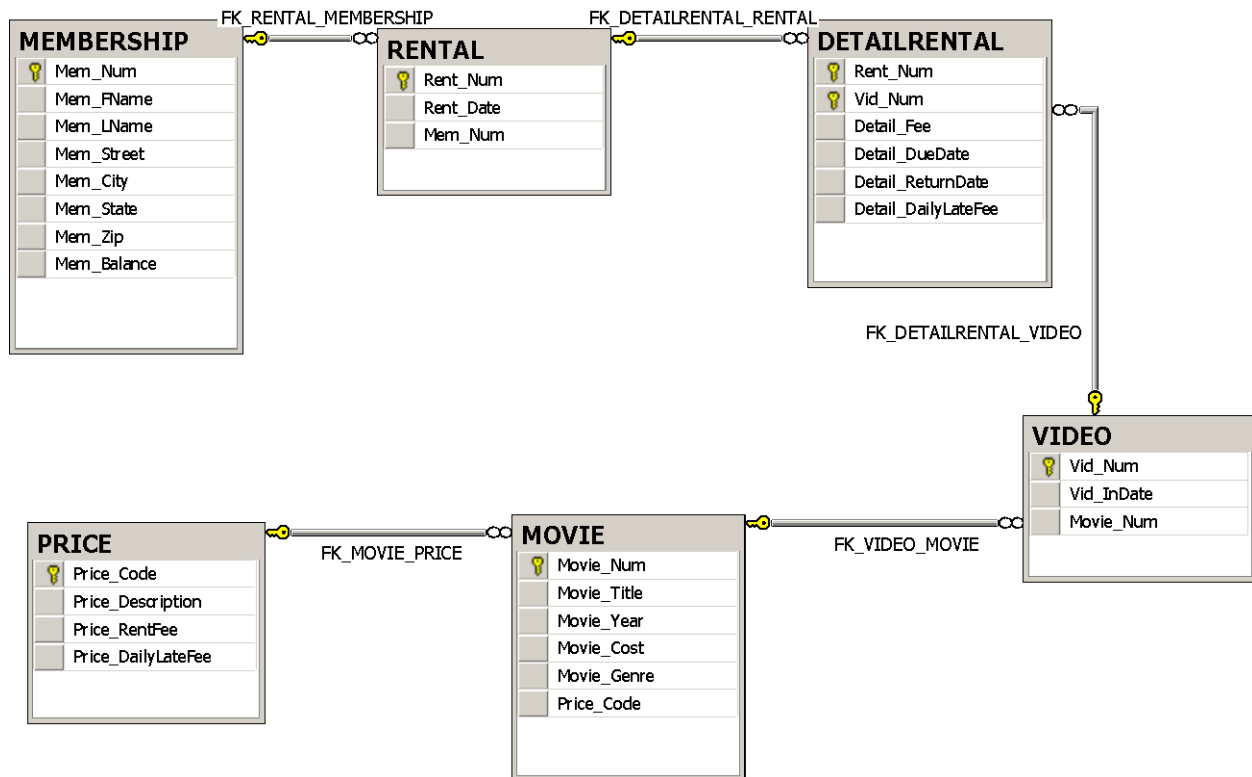 FK_RENTAL_MEMBERSHIP
FK_DETAILRENTAL_RENTAL
MEMBERSHIP
Mem_Num
Mem_FName
Mem_LName
Mem_Street
Mem_City
Mem_State
Mem_Zip
Mem_Balance
RENTAL
Rent_Num
Rent_Date
Mem_Num
DETAILRENTAL
Rent_Num
Vid_Num
Detail_Fee
Detail_DueDate
Detail_ReturnDate
Detail_DailyLateFee
FK_DETAILRENTAL_VIDEO
VIDEO
Vid_Num
Vid_InDate
Movie_Num
PRICE
Price_Code
Price_Description
Price_RentFee
Price_DailyLateFee
FK_MOVIE_PRICE
MOVIE
Movie_Num
Movie_Title
Movie_Year
Movie_Cost
Movie_Genre
Price_Code
FK_VIDEO_MOVIE